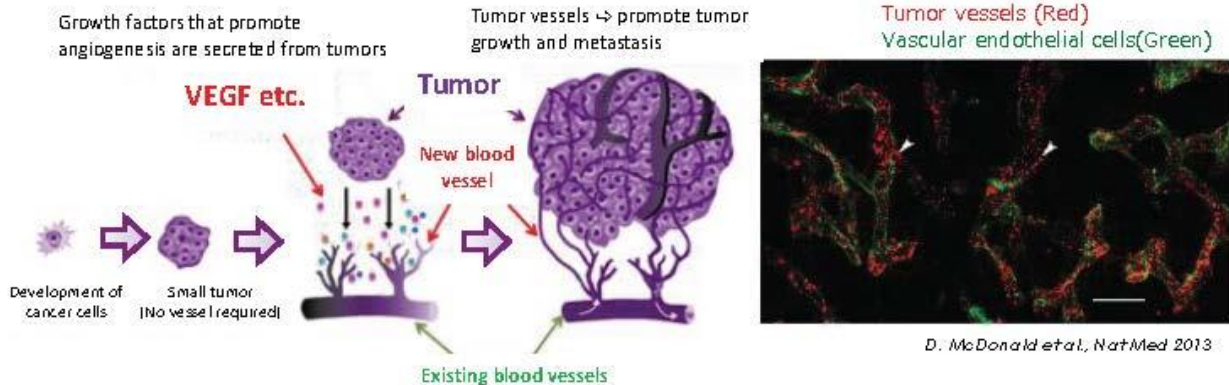 Growth factors that promote
angiogenesis are secreted from tumors
Tumor vessels ⇨ promote tumor
growth and metastasis
Tumor vessels (Red)
Vascular endothelial cells(Green)
VEGF etc.
Tumor
New blood
vessel
Development of
cancer cells
Small tumor
(No vessel required)
Existing blood vessels
D. McDonald et al., Nat Med 2013